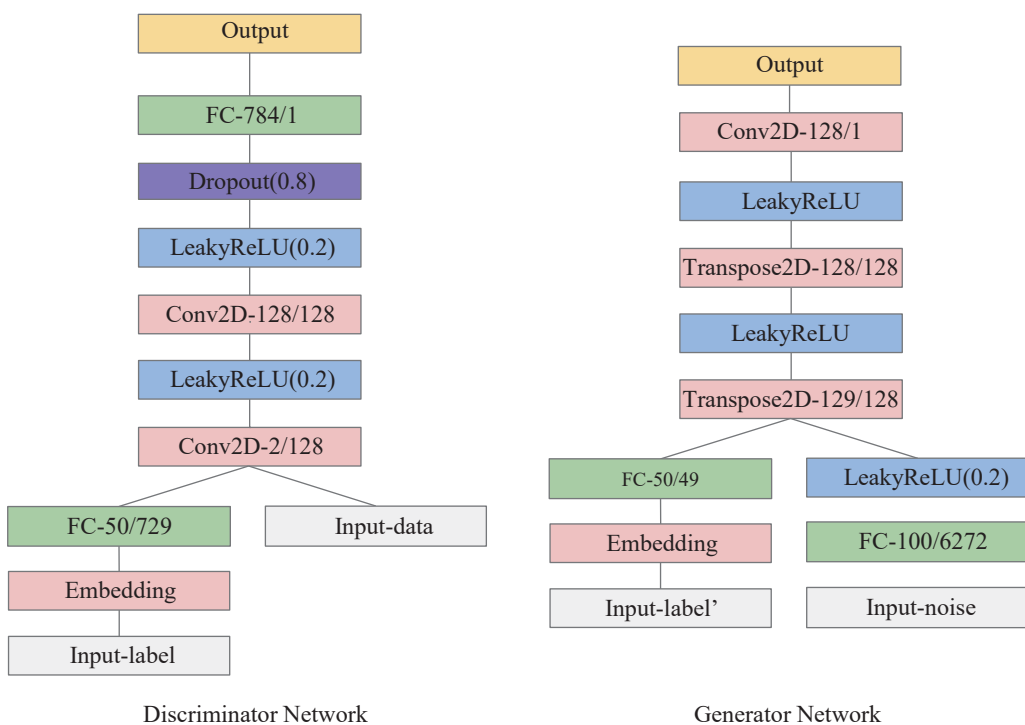 Output
FC-784/1
Dropout(0.8)
LeakyReLU(0.2)
Conv2D-128/128
LeakyReLU(0.2)
Conv2D-2/128
FC-50/729
Input-data
Embedding
Input-label
Discriminator Network
Output
Conv2D-128/1
LeakyReLU
Transpose2D-128/128
LeakyReLU
Transpose2D-129/128
FC-50/49
LeakyReLU(0.2)
Embedding
FC-100/6272
Input-label’
Input-noise
Generator Network